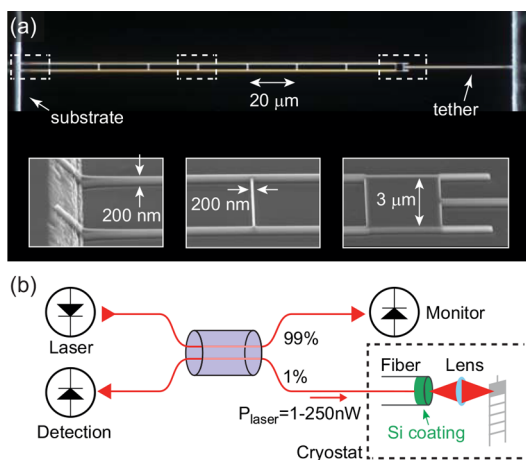 (a)
20 μm
substrate
tether
200 nm
200 nm
3 μm
(b)
Laser
99%
Monitor
1%
Detection
P laser=1-250nW
Fiber
Lens
Si coating
Cryostat